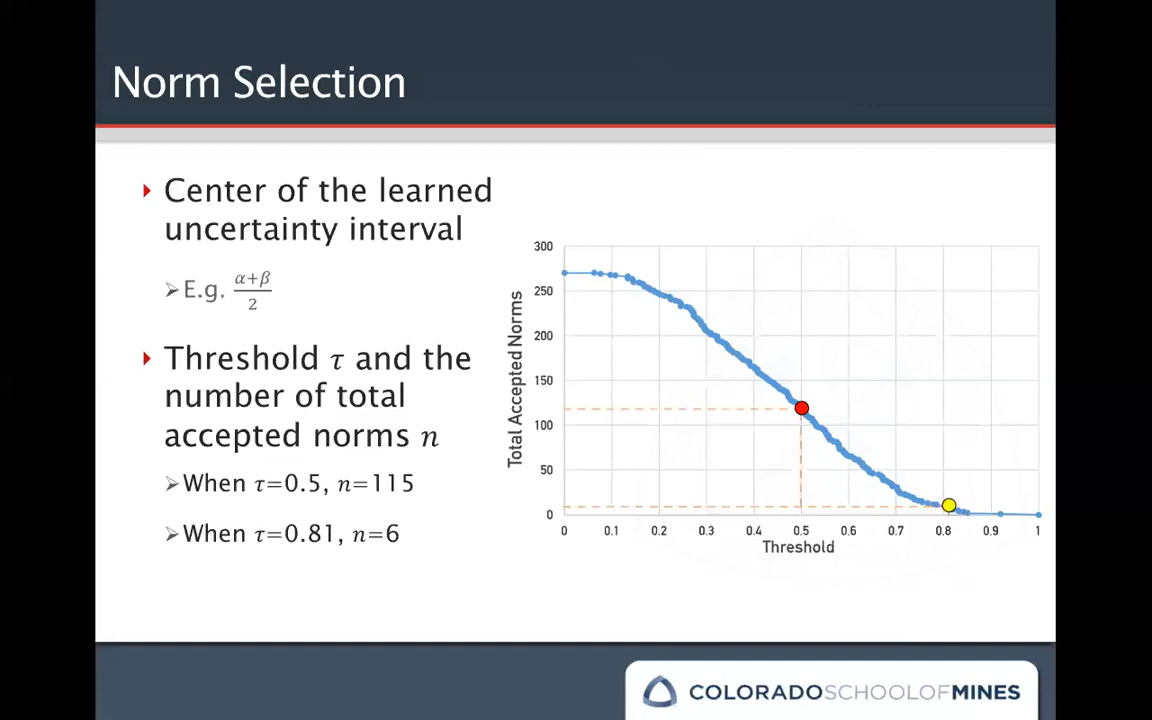 Norm Selection
Center of the learned
uncertainty interval
E.g. α+β/2
Threshold τ and the
number of total
accepted norms n
When τ=0.5, n=115
When τ=0.81, n=6
Total Accepted Norms
300
250
200
150
100
50
0
0 0.1 0.2 0.3 0.4 0.5 0.6 0.7 0.8 0.9 1
Threshold
COLORADOSCHOOLOFMINES